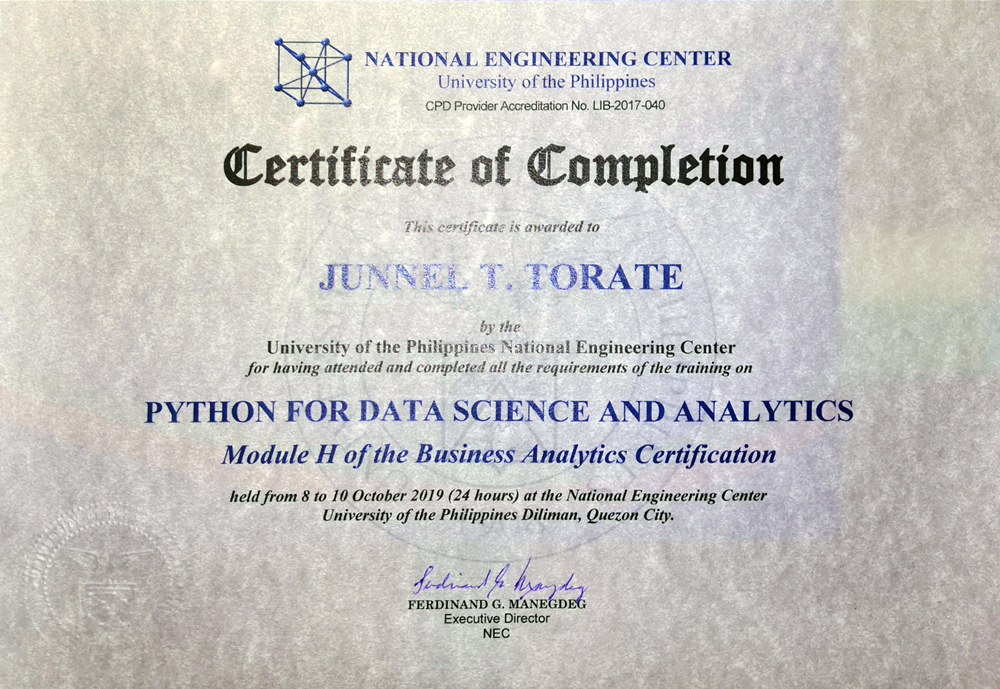 NATIONAL ENGINEERING CENTER
University of the Philippines
CPD Provider Accreditation No. LIB-2017-040
Certificate of Completion
This certificate is awarded to
JUNNEL T. TORATE
by the
University of the Philippines National Engineering Center
for having attended and completed all the requirements of the training on
PYTHON FOR DATA SCIENCE AND ANALYTICS
Module H of the Business Analytics Certification
held from 8 to 10 October 2019 (24 hours) at the National Engineering Center
University of the Philippines Diliman, Quezon City.
FERDINAND G. MANEGDEG
Executive Director
NEC